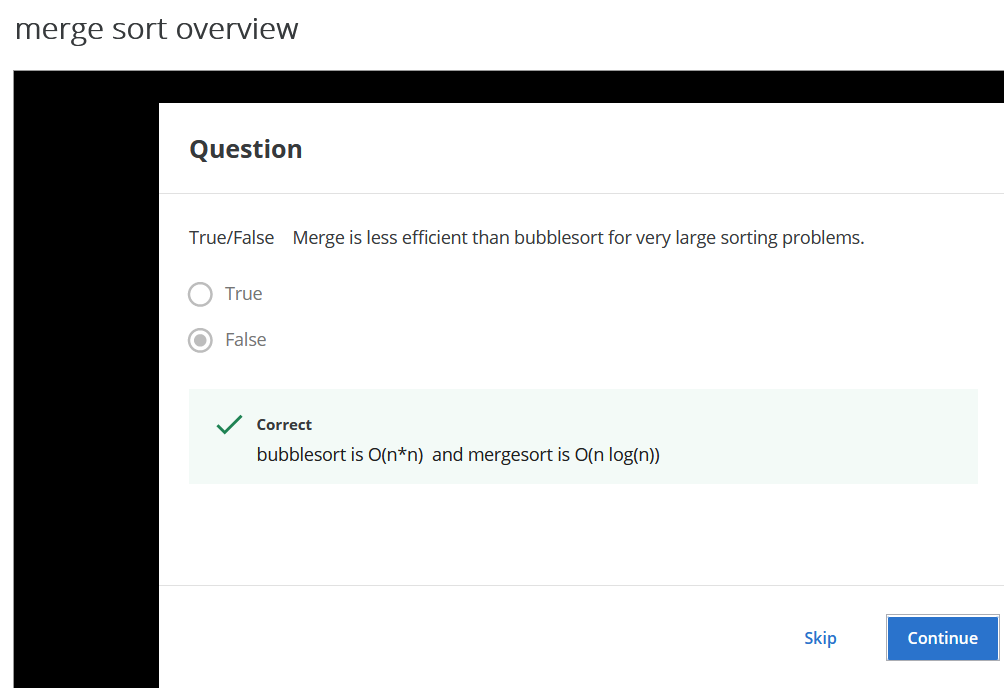 merge sort overview
Question
True/False Merge is less efficient than bubblesort for very large sorting problems.
True
False
Correct
bubblesort is O(n*n) and mergesort is O(n log(n))
Skip
Continue